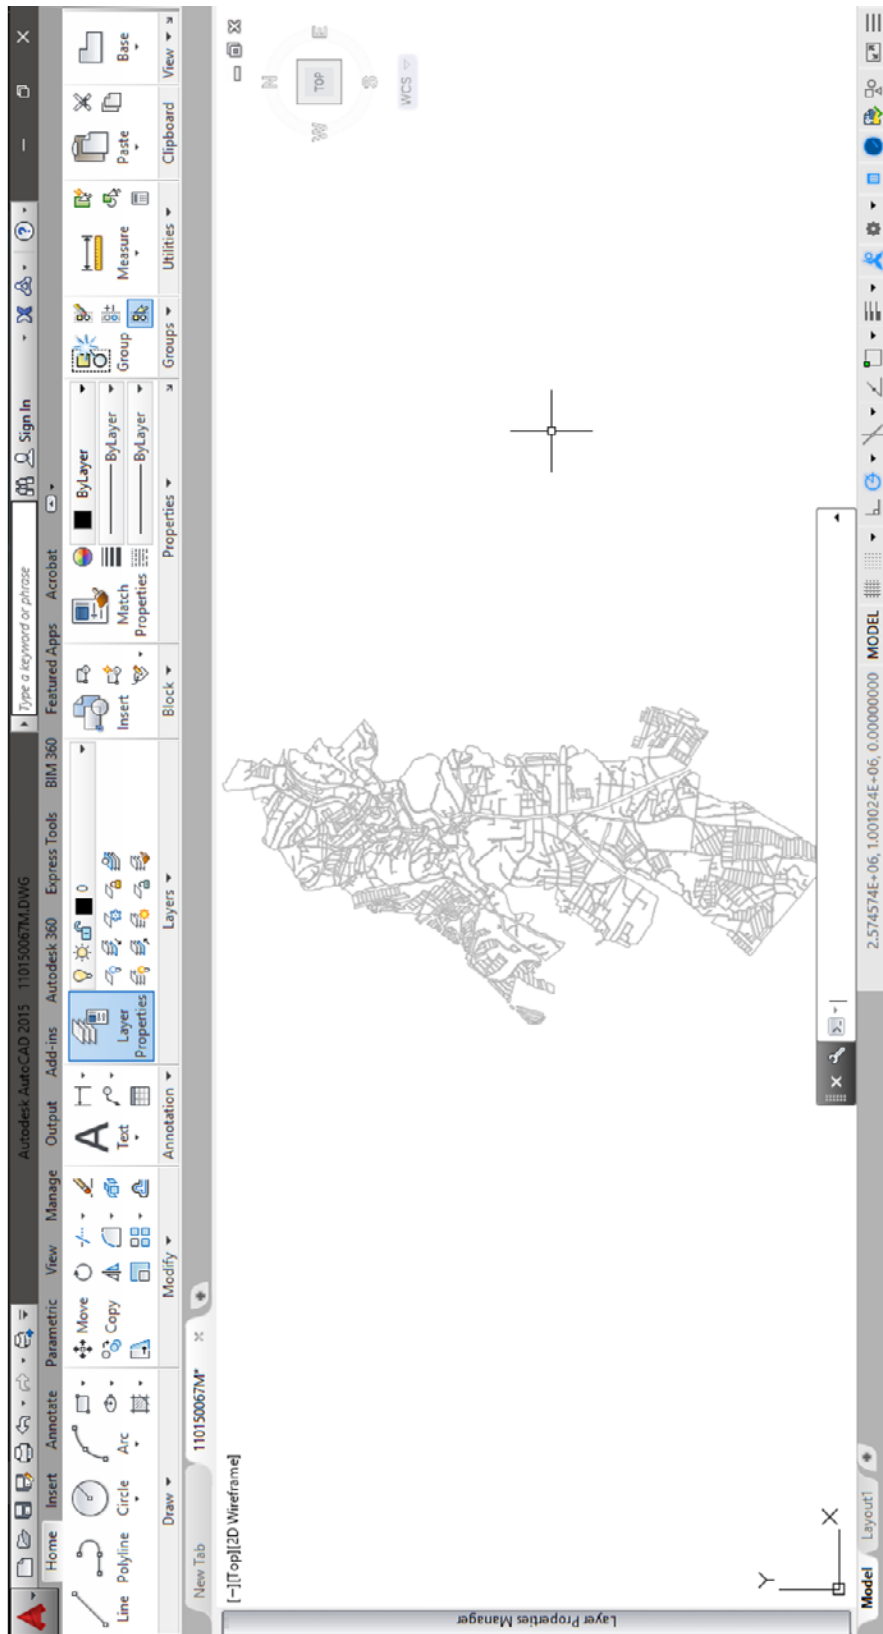 Autodesk AutoCAD 2015 110150067M.DWG
Type a keyword or phrase
Sign In
Home Insert Annotate Parametric View Manage Output Add-ins Autodesk 360 Express Tools BIM 360 Featured Apps Acrobat
Line Polyline Circle Arc
Draw
Move
Copy
Modify
A
Text
Annotation
Layer
Properties
0
Layers
Insert
Block
Match
Properties
ByLayer
ByLayer
ByLayer
Properties
Group
Groups
Measure
Utilities
Paste
Clipboard
Base
View
New Tab 110150067M*
[-][Top][2D Wireframe]
N
E
S
W
TOP
WCS
Y
X
Layer Properties Manager
Model Layout1
2.574574E+06, 1.001024E+06, 0.00000000 MODEL